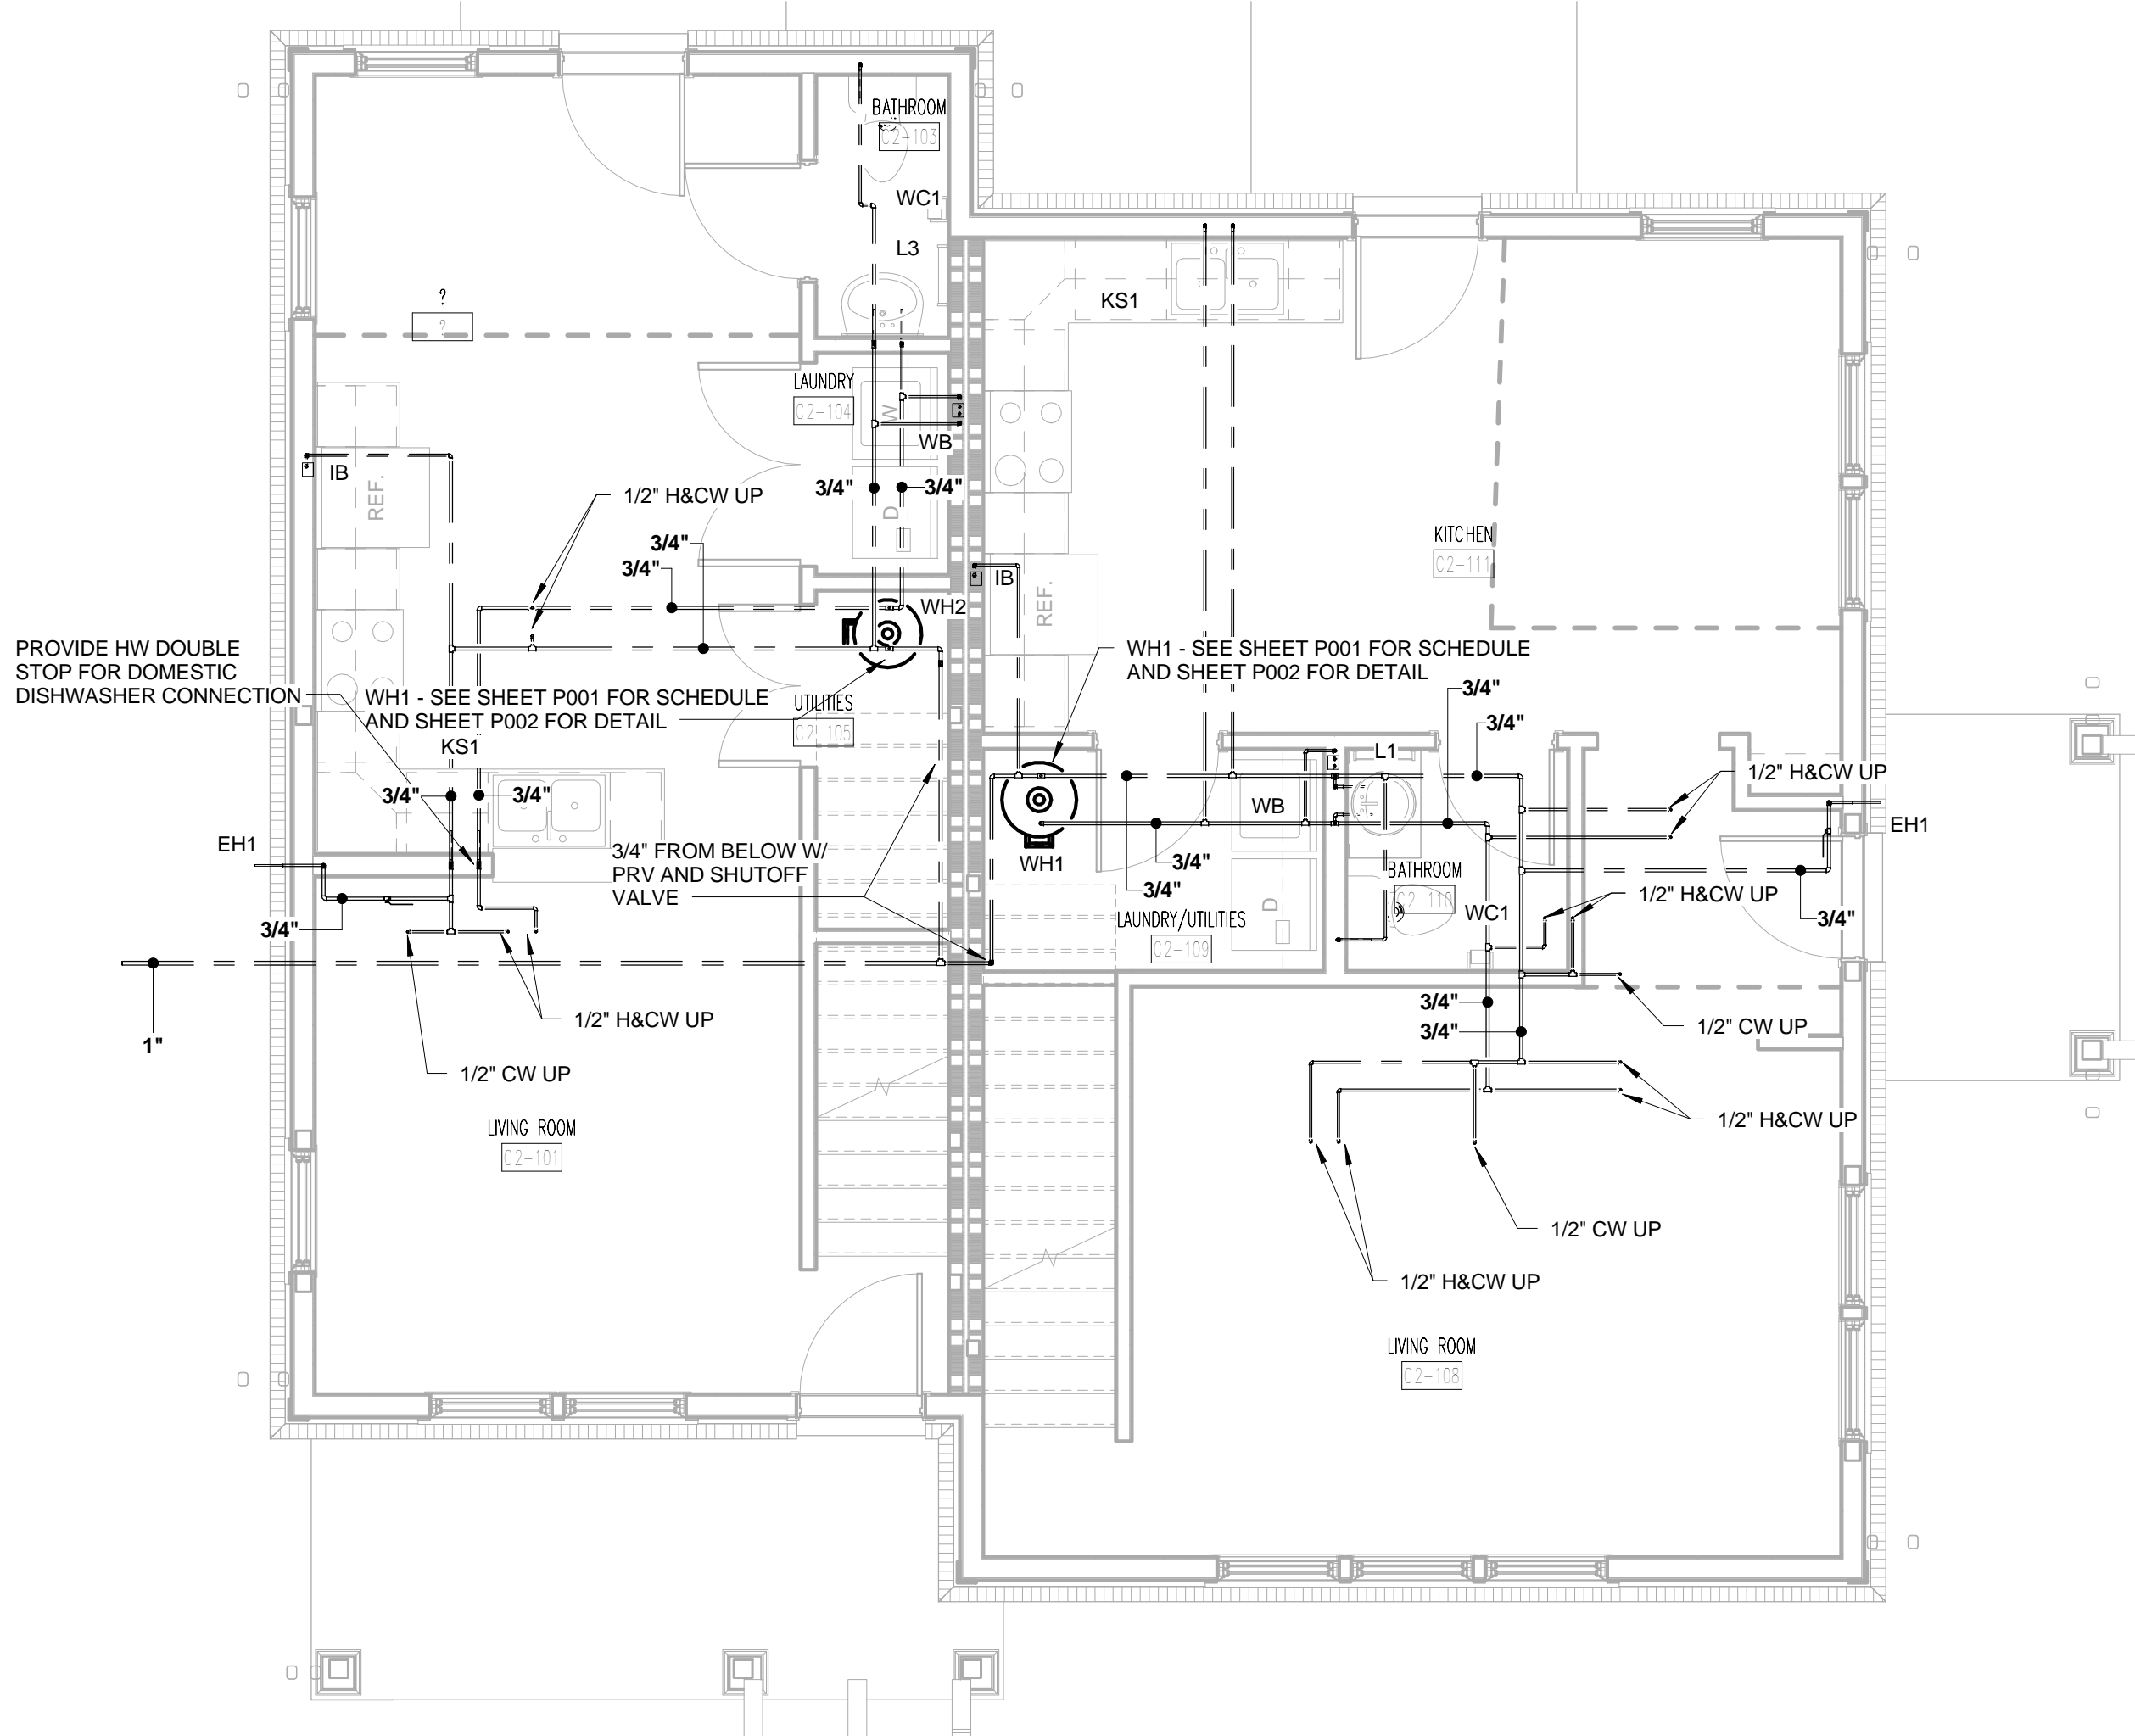 BATHROOM
C2-103
WC1
L3
?
?
KS1
LAUNDRY
C2-104
W
WB
IB
REF.
1/2" H&CW UP
3/4"
3/4"
D
3/4"
3/4"
KITCHEN
C2-111
IB
REF.
WH2
PROVIDE HW DOUBLE
STOP FOR DOMESTIC
DISHWASHER CONNECTION
WH1 - SEE SHEET P001 FOR SCHEDULE
AND SHEET P002 FOR DETAIL
UTILITIES
C2-105
WH1 - SEE SHEET P001 FOR SCHEDULE
AND SHEET P002 FOR DETAIL
3/4"
3/4"
KS1
L1
1/2" H&CW UP
3/4"
3/4"
WB
EH1
EH1
3/4" FROM BELOW W/
PRV AND SHUTOFF
VALVE
WH1
3/4"
3/4"
BATHROOM
C2-110
WC1
1/2" H&CW UP
D
LAUNDRY/UTILITIES
C2-109
3/4"
3/4"
1"
1/2" H&CW UP
1/2" CW UP
3/4"
3/4"
1/2" CW UP
1/2" H&CW UP
LIVING ROOM
C2-101
1/2" CW UP
1/2" H&CW UP
LIVING ROOM
C2-108